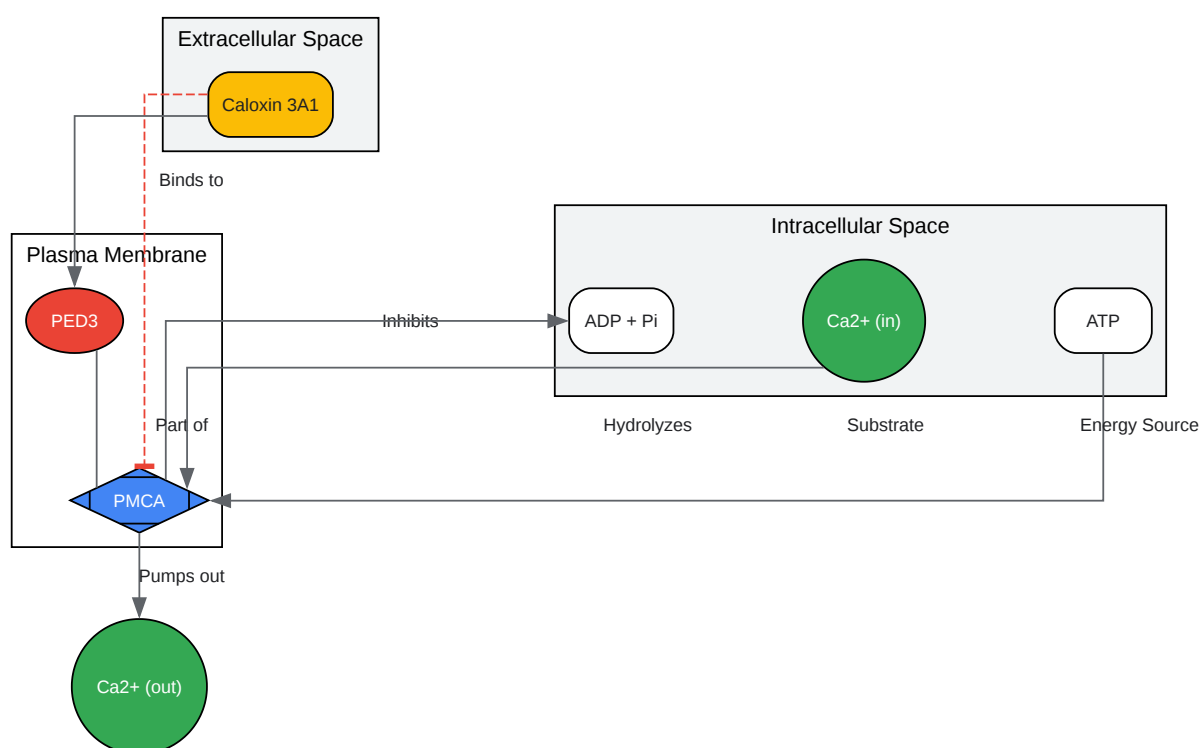 Extracellular Space
Caloxin 3A1
Binds to
Intracellular Space
Plasma Membrane
PED3
Inhibits
ADP + Pi
Ca2+ (in)
ATP
Part of
Hydrolyzes
Substrate
Energy Source
PMCA
Pumps out
Ca2+ (out)